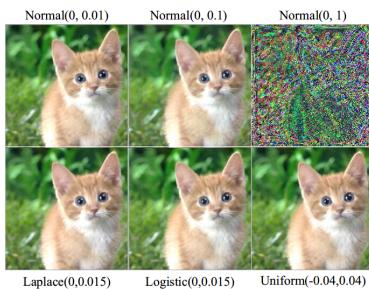 Normal(0, 0.01) Normal(0, 0.1) Normal(0, 1)
Laplace(0,0.015) Logistic(0,0.015) Uniform(-0.04,0.04)